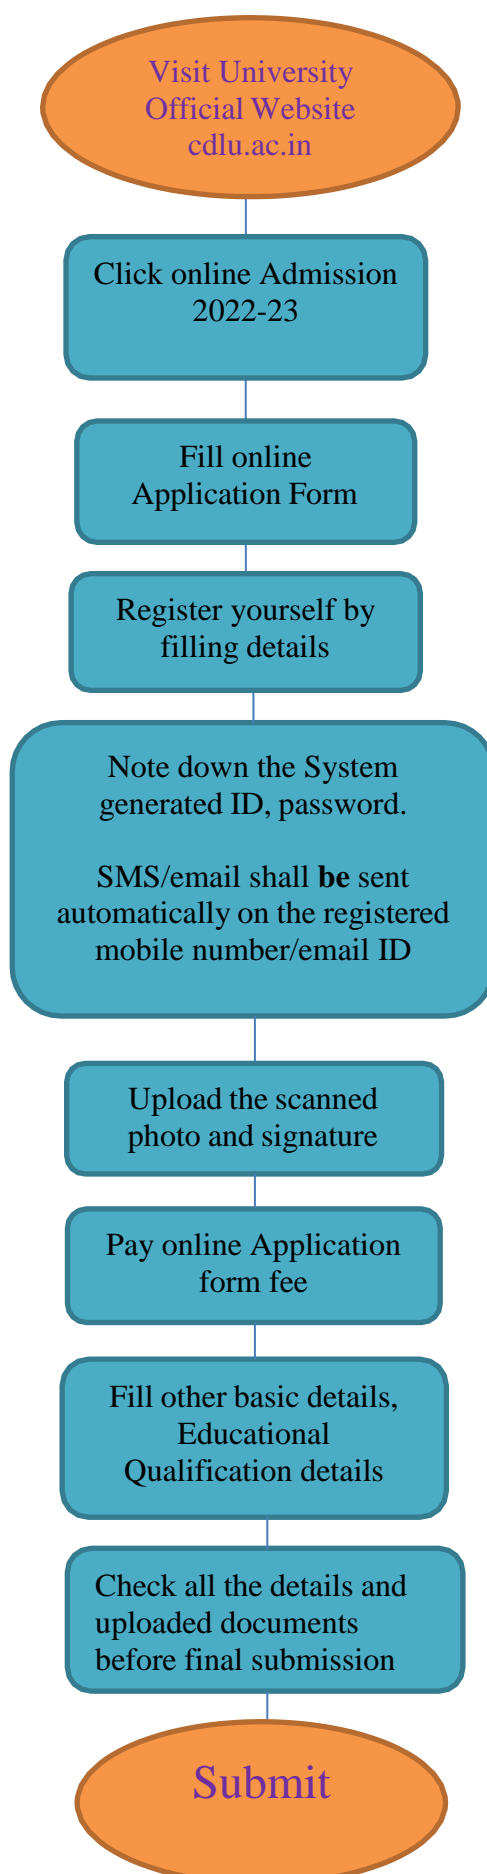 Visit University
Official Website
cdlu.ac.in
Click online Admission
2022-23
Fill online
Application Form
Register yourself by
filling details
Note down the System
generated ID, password.
SMS/email shall be sent
automatically on the registered
mobile number/email ID
Upload the scanned
photo and signature
Pay online Application
form fee
Fill other basic details,
Educational
Qualification details
Check all the details and
uploaded documents
before final submission
Submit